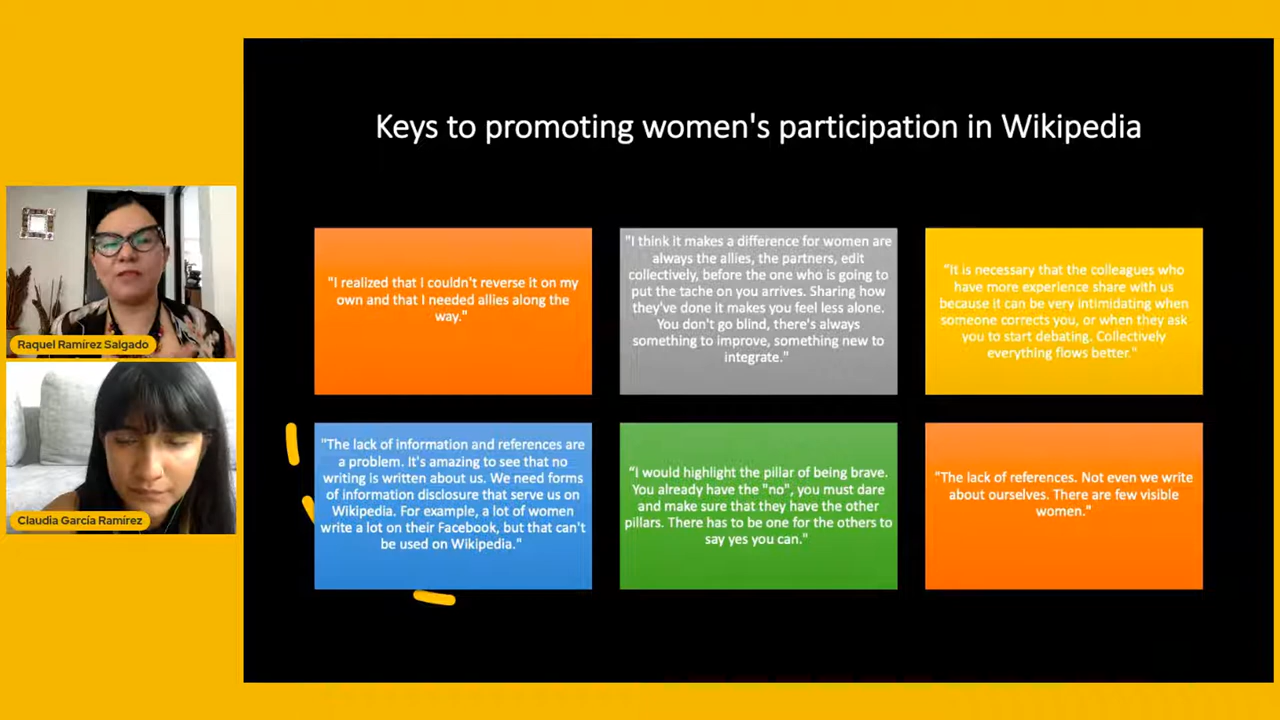 Keys to promoting women's participation in Wikipedia
"I realized that I couldn't reverse it on my
own and that I needed allies along the
way."
"I think it makes a difference for women are
always the allies, the partners, edit
collectively, before the one who is going to
put the tache on you arrives. Sharing how
they've done it makes you feel less alone.
You don't go blind, there's always
something to improve, something new to
integrate."
"It is necessary that the colleagues who
have more experience share with us
because it can be very intimidating when
someone corrects you, or when they ask
you to start debating. Collectively
everything flows better."
"The lack of information and references are
a problem. It's amazing to see that no
writing is written about us. We need forms
of information disclosure that serve us on
Wikipedia. For example, a lot of women
write a lot on their Facebook, but that can't
be used on Wikipedia."
"I would highlight the pillar of being brave.
You already have the "no", you must dare
and make sure that they have the other
pillars. There has to be one for the others to
say yes you can."
"The lack of references. Not even we write
about ourselves. There are few visible
women."
Raquel Ramírez Salgado
Claudia García Ramírez